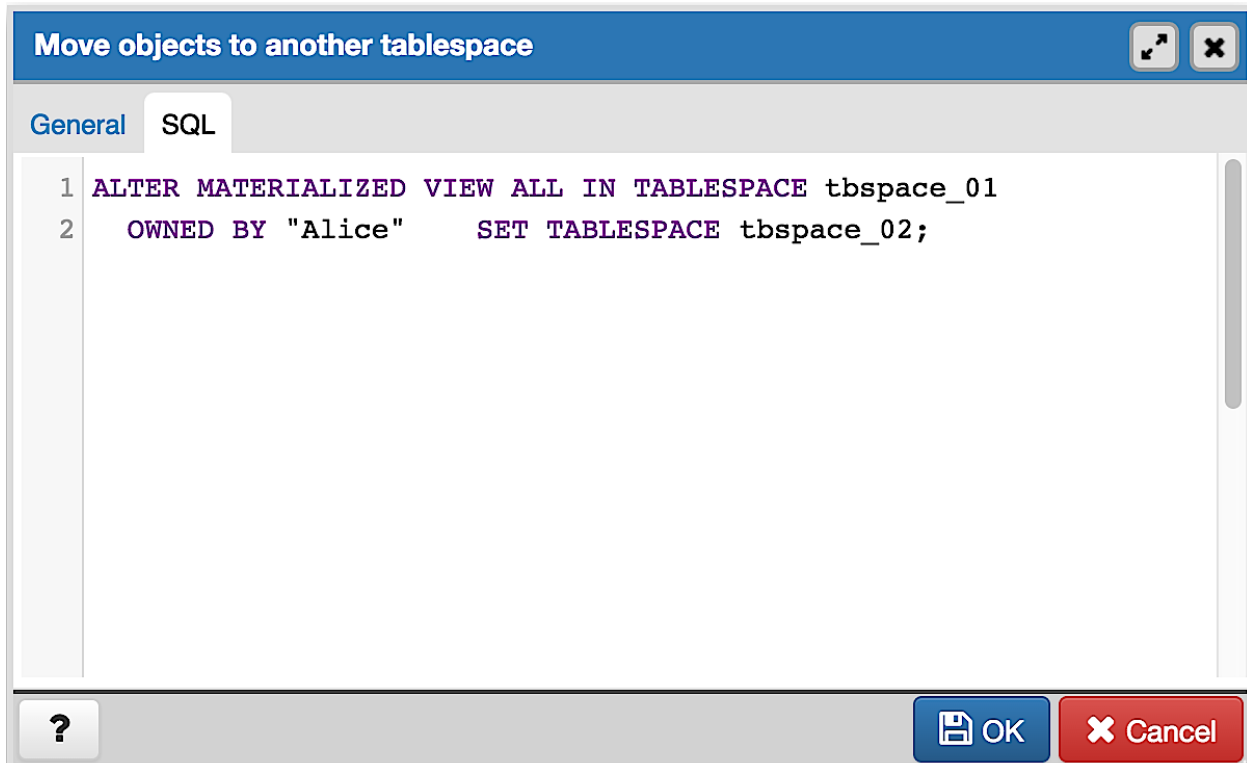 Move objects to another tablespace
General SQL
1 ALTER MATERIALIZED VIEW ALL IN TABLESPACE tbspace_01
2 OWNED BY "Alice" SET TABLESPACE tbspace_02;
? OK Cancel